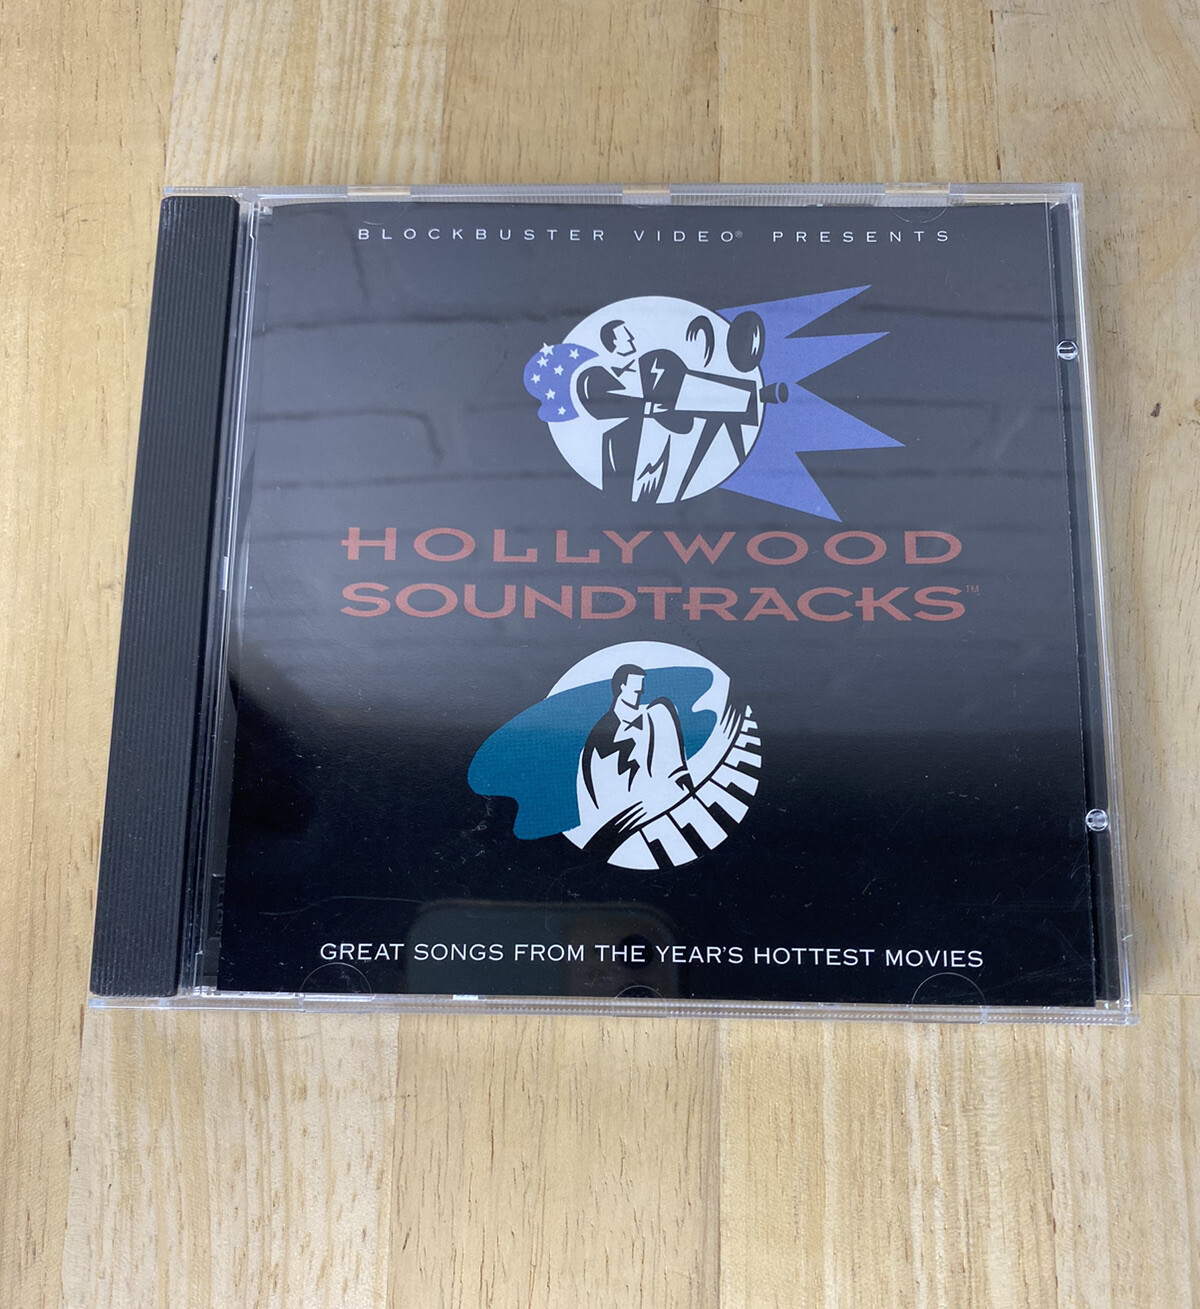 BLOCKBUSTER VIDEO® PRESENTS
HOLLYWOOD
SOUNDTRACKS™
GREAT SONGS FROM THE YEAR'S HOTTEST MOVIES